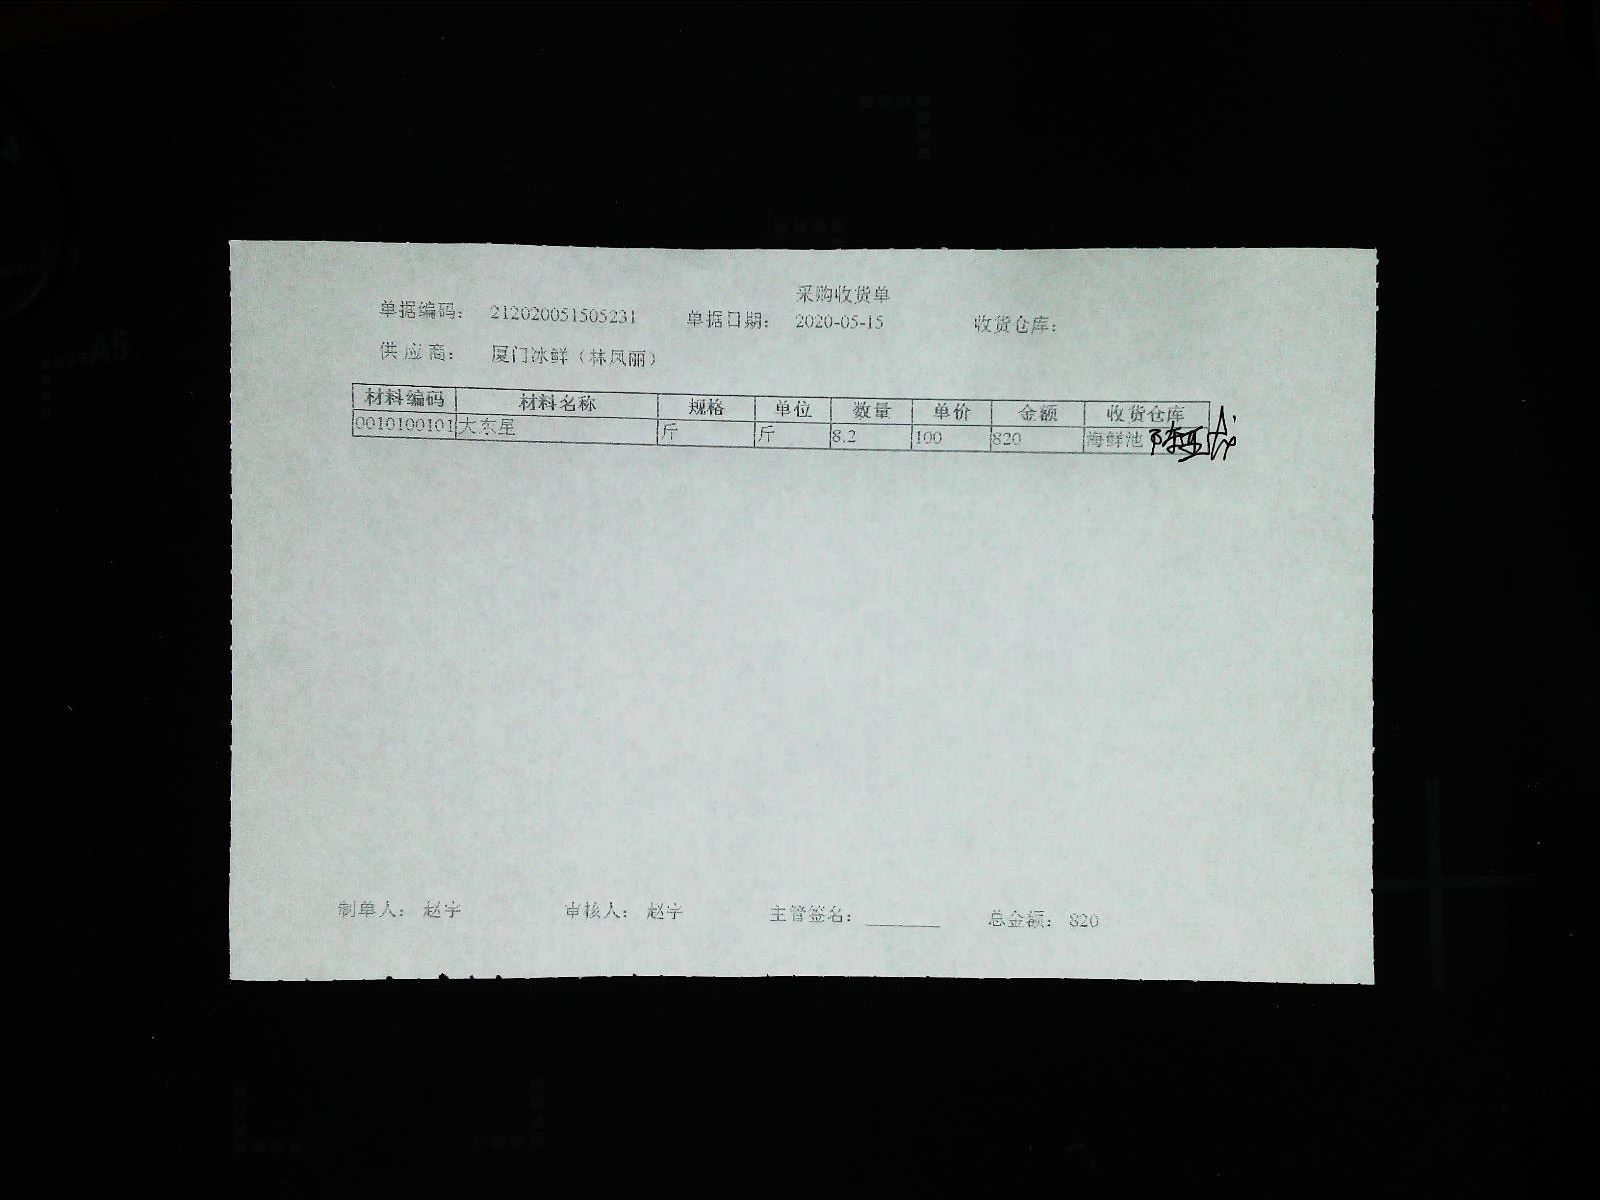 采购收货单
单据编码： 212020051505231 单据日期： 2020-05-15 收货仓库：
供 应 商： 厦门冰鲜（林凤丽）
材料编码 材料名称 规格 单位 数量 单价 金额 收货仓库
0010100101 大东星 斤 斤 8.2 100 820 海鲜池
制单人： 赵宇 审核人： 赵宇 主管签名： 总金额： 820